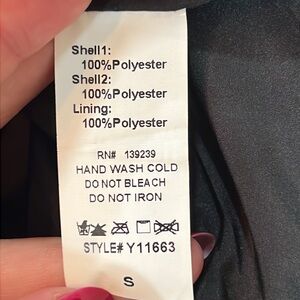 Shell1:
100%Polyester
Shell2:
100%Polyester
Lining:
100%Polyester
RN# 139239
HAND WASH COLD
DO NOT BLEACH
DO NOT IRON
STYLE# Y11663
S